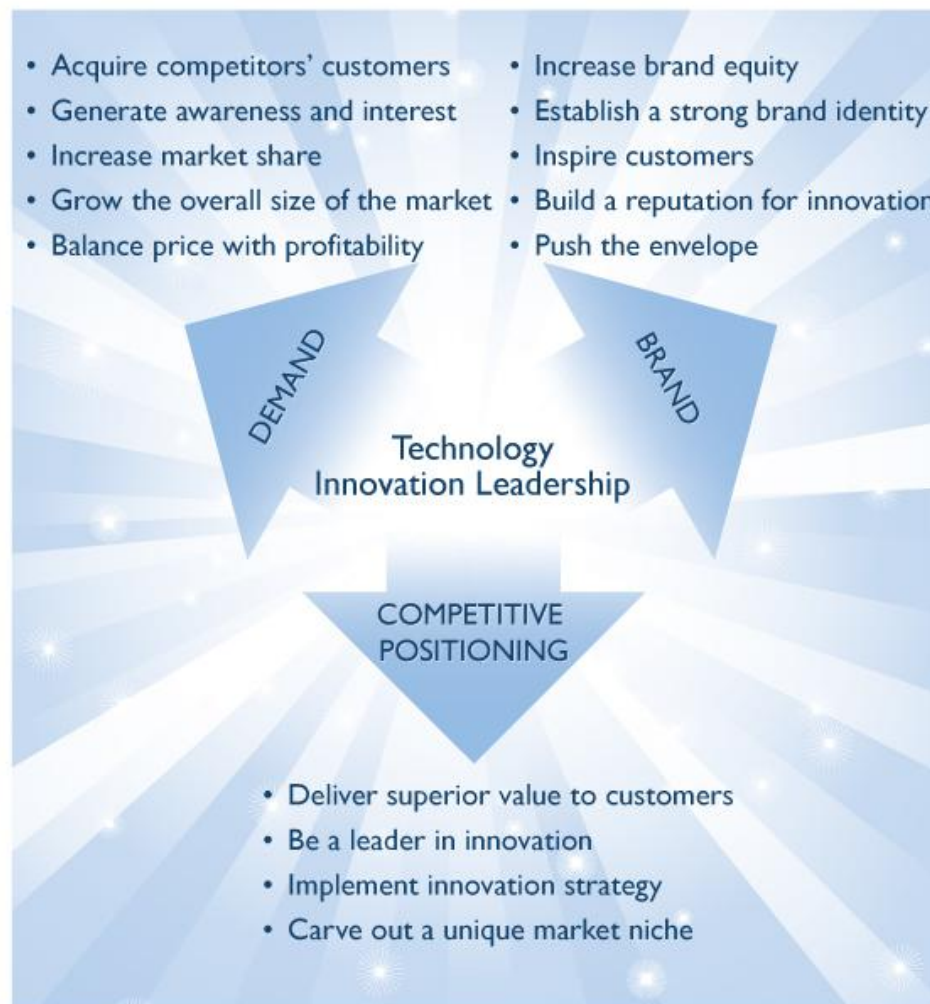 • Acquire competitors’ customers
• Generate awareness and interest
• Increase market share
• Grow the overall size of the market
• Balance price with profitability
• Increase brand equity
• Establish a strong brand identity
• Inspire customers
• Build a reputation for innovation
• Push the envelope
DEMAND
BRAND
Technology
Innovation Leadership
COMPETITIVE
POSITIONING
• Deliver superior value to customers
• Be a leader in innovation
• Implement innovation strategy
• Carve out a unique market niche